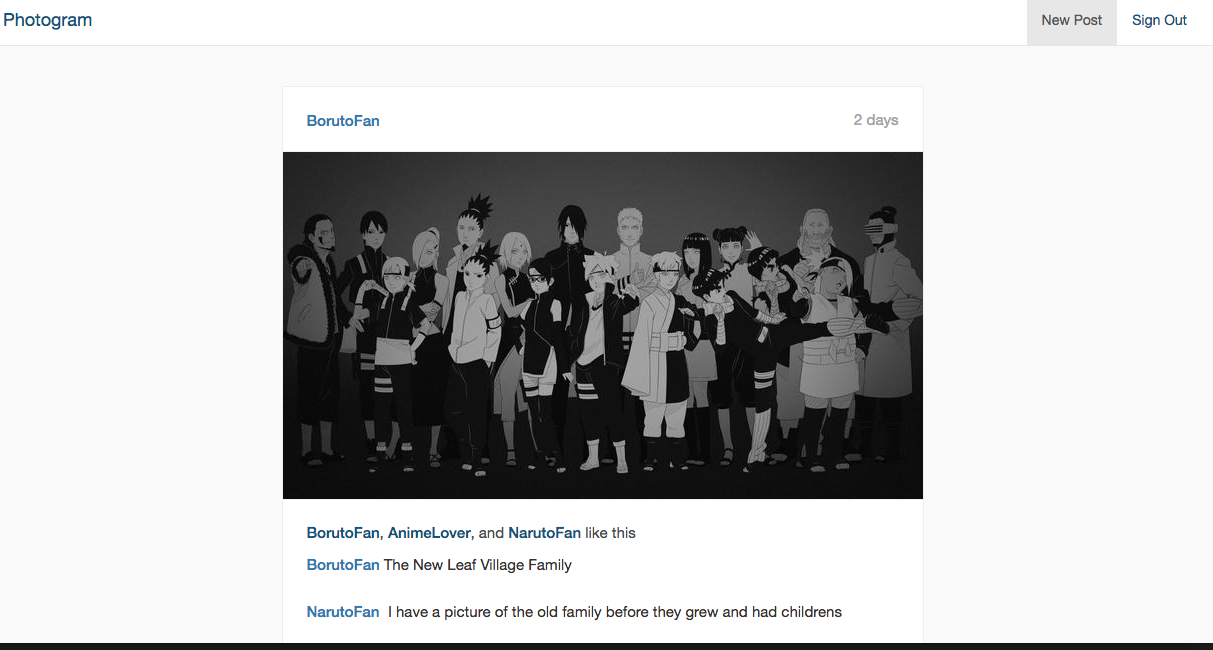 Photogram New Post Sign Out
BorutoFan 2 days
BorutoFan, AnimeLover, and NarutoFan like this
BorutoFan The New Leaf Village Family
NarutoFan I have a picture of the old family before they grew and had childrens